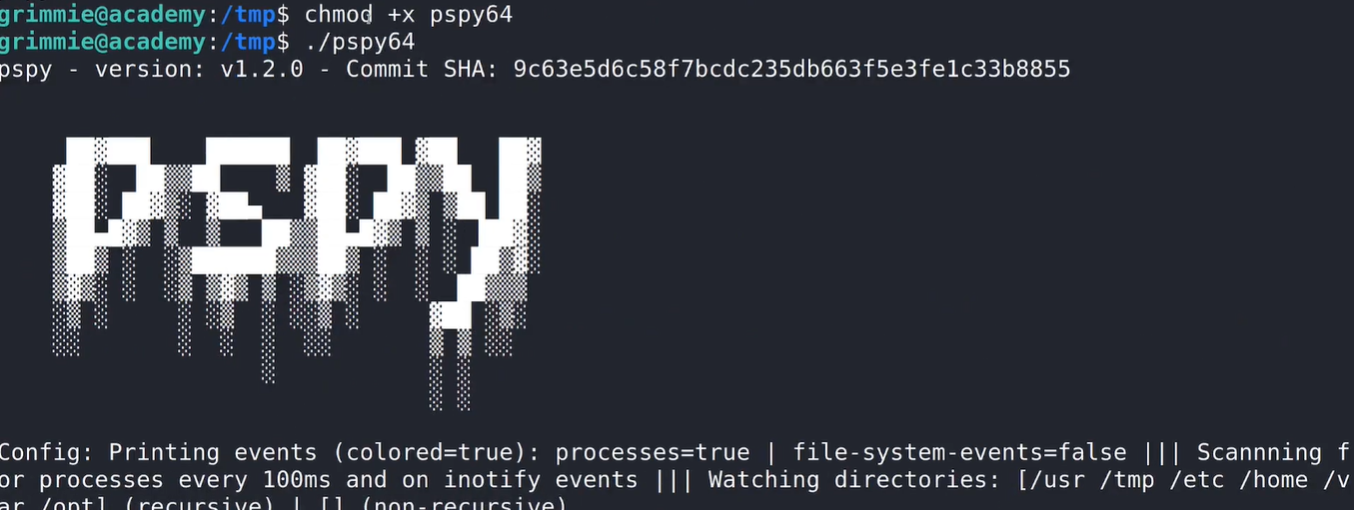 grimmie@academy:/tmp$ chmod +x pspy64
grimmie@academy:/tmp$ ./pspy64
pspy - version: v1.2.0 - Commit SHA: 9c63e5d6c58f7bcdc235db663f5e3fe1c33b8855
pspy
Config: Printing events (colored=true): processes=true | file-system-events=false ||| Scannning f
or processes every 100ms and on inotify events ||| Watching directories: [/usr /tmp /etc /home /v
ar /opt] (recursive) | [] (non-recursive)